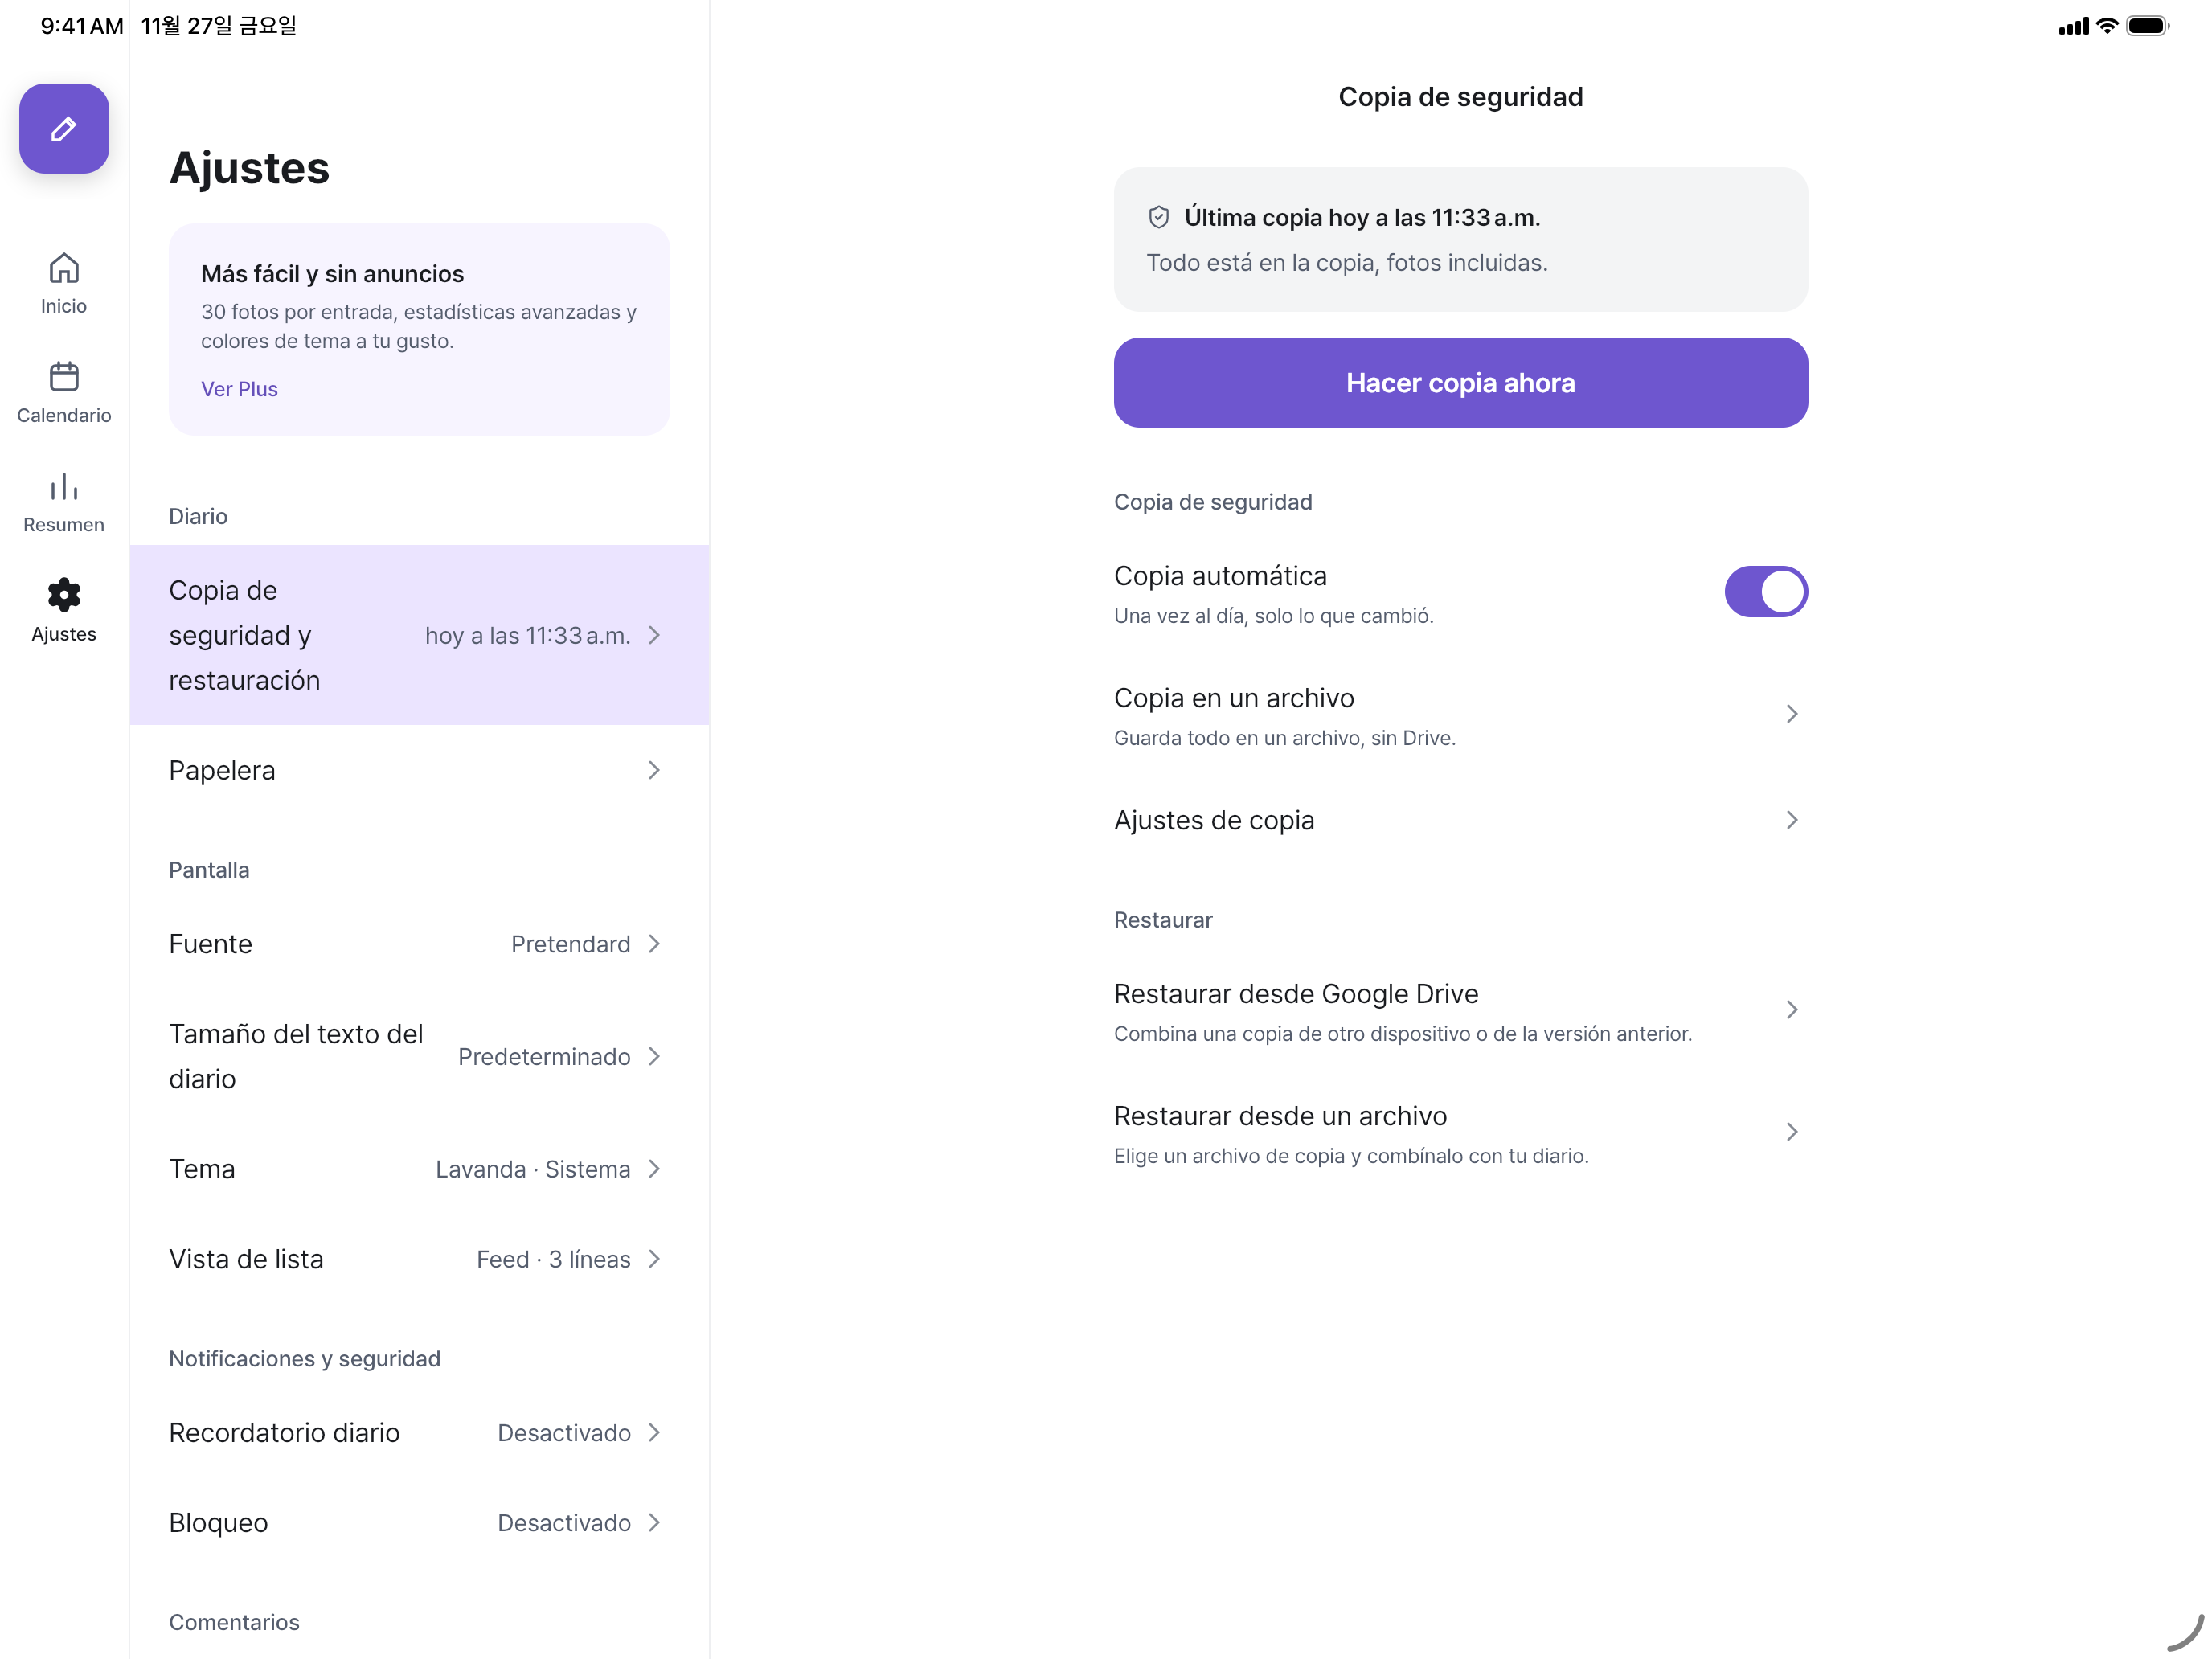 9:41 AM 11월 27일 금요일
Inicio
Calendario
Resumen
Ajustes
Ajustes
Más fácil y sin anuncios
30 fotos por entrada, estadísticas avanzadas y
colores de tema a tu gusto.
Ver Plus
Diario
Copia de
seguridad y
restauración
hoy a las 11:33 a.m.
Papelera
Pantalla
Fuente
Pretendard
Tamaño del texto del
diario
Predeterminado
Tema
Lavanda · Sistema
Vista de lista
Feed · 3 líneas
Notificaciones y seguridad
Recordatorio diario
Desactivado
Bloqueo
Desactivado
Comentarios
Copia de seguridad
Última copia hoy a las 11:33 a.m.
Todo está en la copia, fotos incluidas.
Hacer copia ahora
Copia de seguridad
Copia automática
Una vez al día, solo lo que cambió.
Copia en un archivo
Guarda todo en un archivo, sin Drive.
Ajustes de copia
Restaurar
Restaurar desde Google Drive
Combina una copia de otro dispositivo o de la versión anterior.
Restaurar desde un archivo
Elige un archivo de copia y combínalo con tu diario.